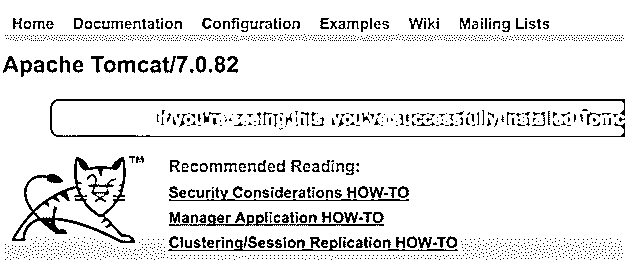 Home Documentation Configuration Examples Wiki Mailing Lists
Apache Tomcat/7.0.82
If you're seeing this, you've successfully installed Tomc
TM
Recommended Reading:
Security Considerations HOW-TO
Manager Application HOW-TO
Clustering/Session Replication HOW-TO